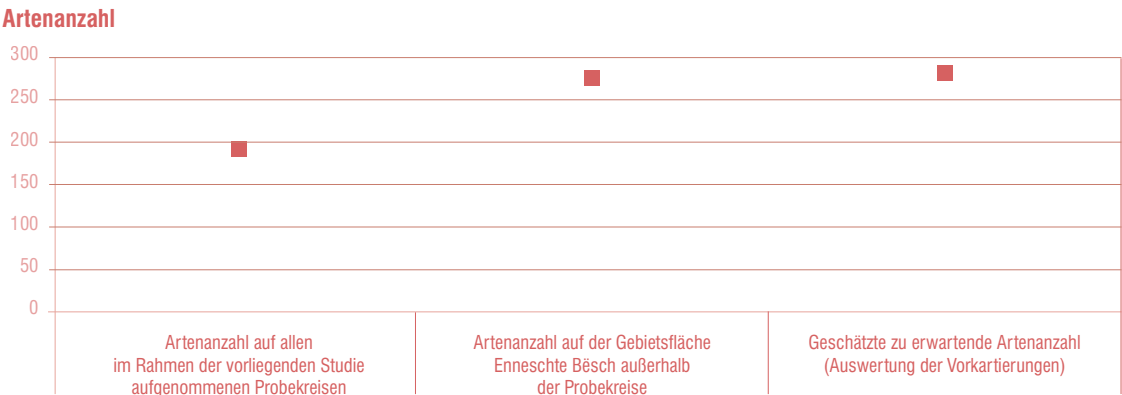 Artenanzahl
300
250
200
150
100
50
0
Artenanzahl auf allen
im Rahmen der vorliegenden Studie
aufgenommenen Probekreisen
Artenanzahl auf der Gebietsfläche
Enneschte Bësch außerhalb
der Probekreise
Geschätzte zu erwartende Artenanzahl
(Auswertung der Vorkartierungen)